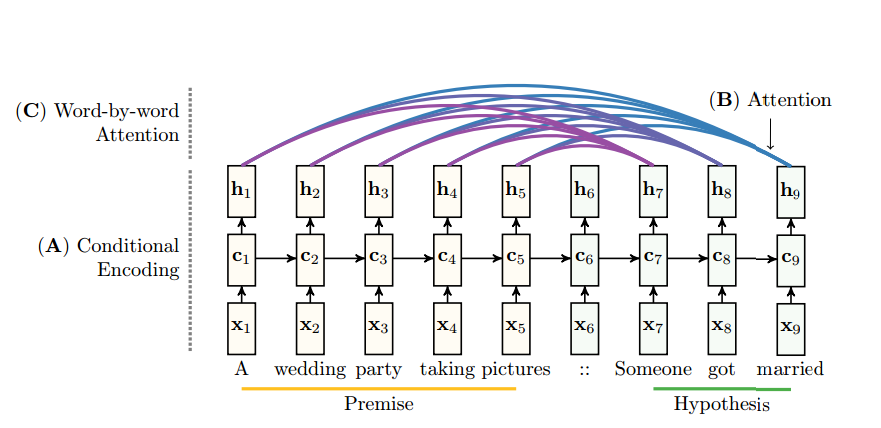 (B) Attention
(C) Word-by-word
Attention
h1 h2 h3 h4 h5 h6 h7 h8 h9
(A) Conditional
Encoding
c1 c2 c3 c4 c5 c6 c7 c8 c9
x1 x2 x3 x4 x5 x6 x7 x8 x9
A wedding party taking pictures :: Someone got married
Premise Hypothesis